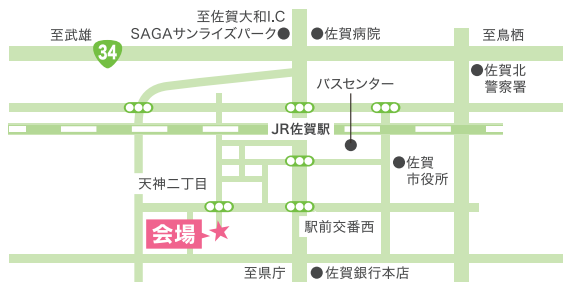 至佐賀大和I.C
至武雄
SAGAサンライズパーク
佐賀病院
至鳥栖
34
佐賀北
警察署
バスセンター
JR佐賀駅
佐賀
市役所
天神二丁目
会場
駅前交番西
至県庁
佐賀銀行本店